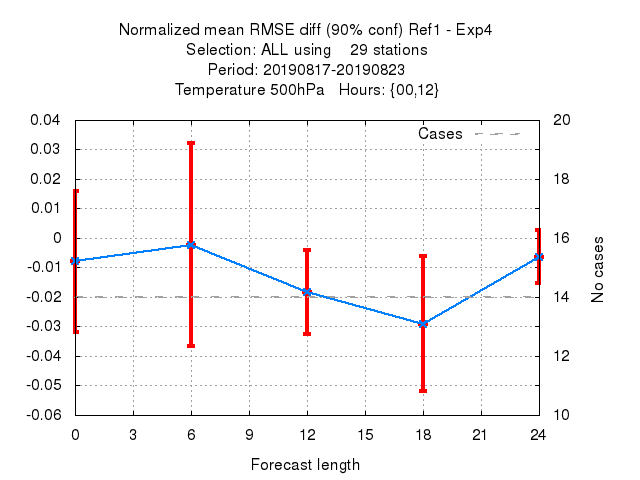 Normalized mean RMSE diff (90% conf) Ref1 - Exp4
Selection: ALL using    29 stations
Period: 20190817-20190823
Temperature 500hPa   Hours: {00,12}
Cases
0.04
0.03
0.02
0.01
0
-0.01
-0.02
-0.03
-0.04
-0.05
-0.06
20
18
16
14
12
10
No cases
0 3 6 9 12 15 18 21 24
Forecast length